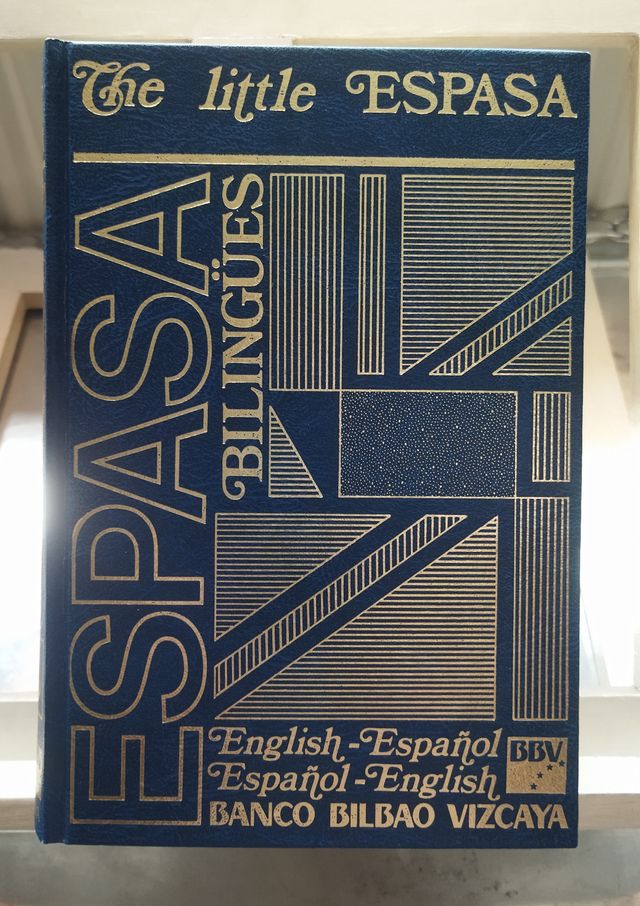 The little ESPASA
ESPASA
BILINGÜES
English-Español
Español-English
BBV
BANCO BILBAO VIZCAYA